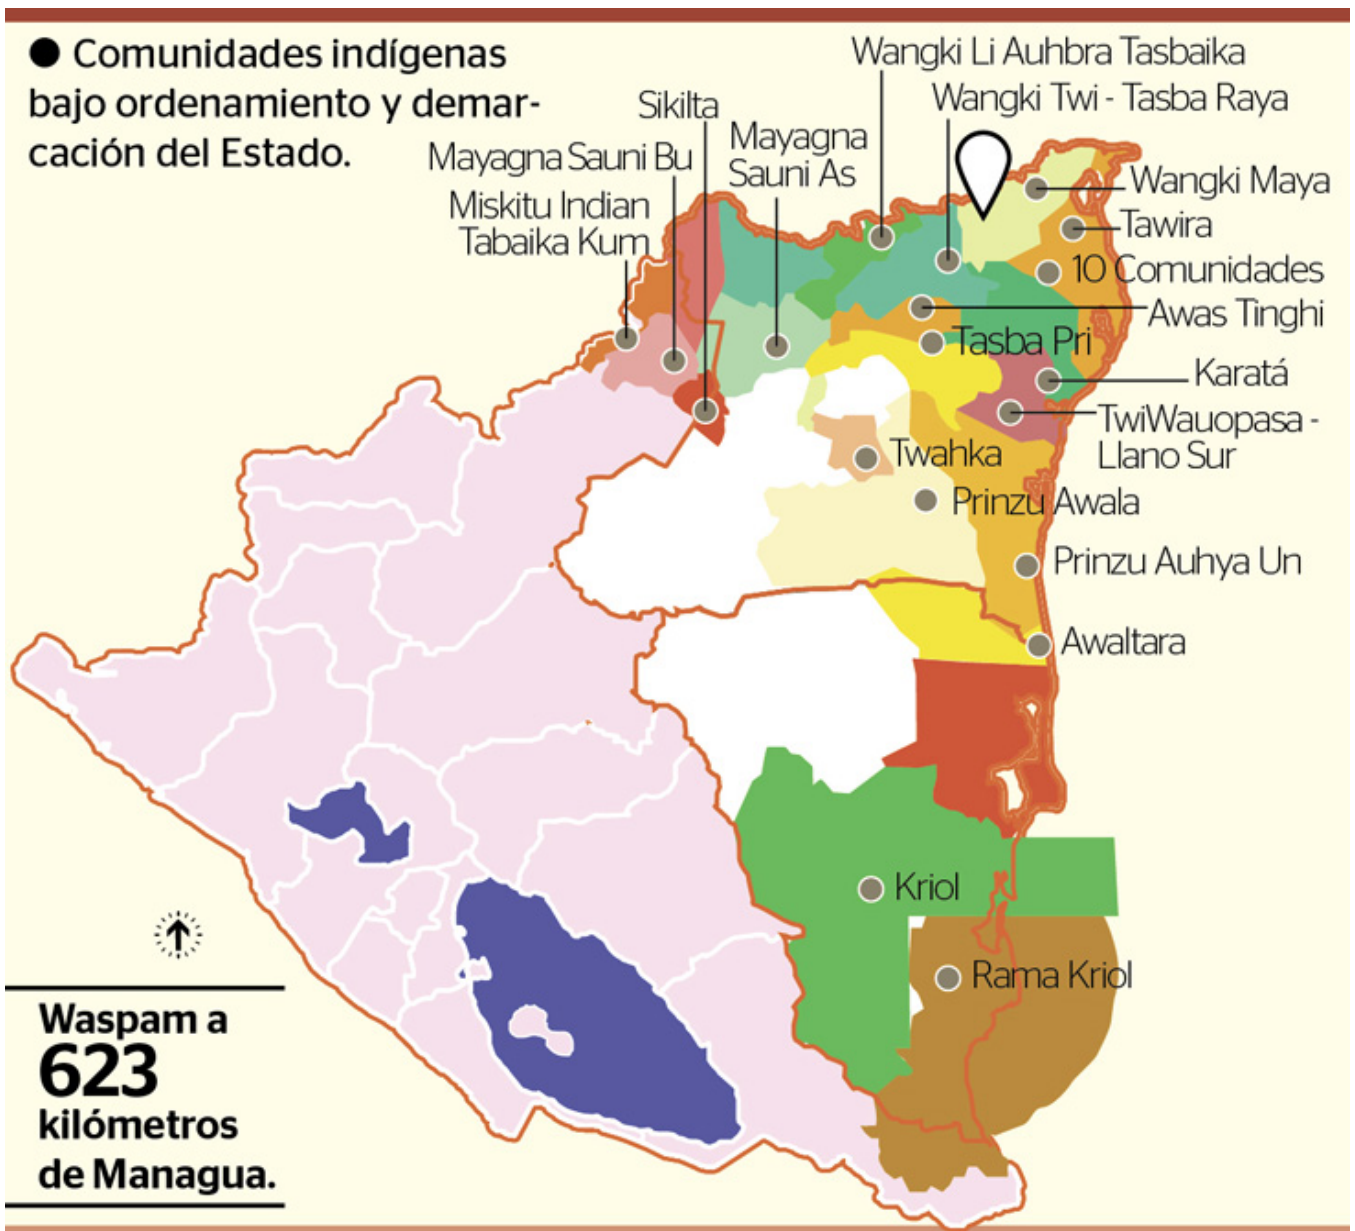 ● Comunidades indígenas
bajo ordenamiento y demar-
cación del Estado.
Wangki Li Auhbra Tasbaika
Wangki Twi - Tasba Raya
Sikilta
Mayagna
Sauni As
Mayagna Sauni Bu
Miskitu Indian
Tabaika Kum
Wangki Maya
Tawira
10 Comunidades
Awas Tinghi
Tasba Pri
Karatá
TwiWauopasa -
Llano Sur
Twahka
Prinzu Awala
Prinzu Auhya Un
Awaltara
Kriol
Rama Kriol
Waspam a
623
kilómetros
de Managua.